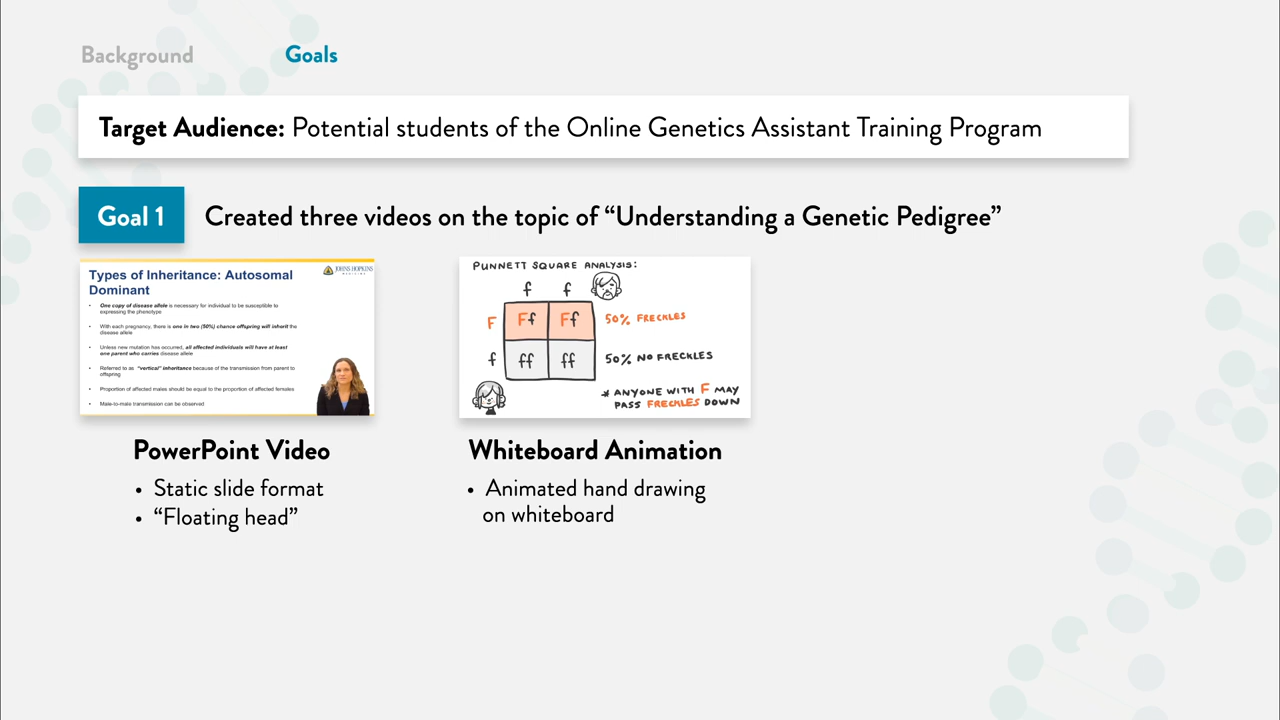 Background
Goals
Target Audience: Potential students of the Online Genetics Assistant Training Program
Goal 1
Created three videos on the topic of “Understanding a Genetic Pedigree”
Types of Inheritance: Autosomal
Dominant
JOHNS HOPKINS
MEDICINE
• One copy of disease allele is necessary for individual to be susceptible to
expressing the phenotype
• With each pregnancy, there is one in two (50%) chance offspring will inherit the
disease allele
• Unless new mutation has occurred, all affected individuals will have at least
one parent who carries disease allele
• Referred to as “vertical” inheritance because of the transmission from parent to
offspring
• Proportion of affected males should be equal to the proportion of affected females
• Male-to-male transmission can be observed
PUNNETT SQUARE ANALYSIS:
f f
F Ff Ff 50% FRECKLES
f ff ff 50% NO FRECKLES
* ANYONE WITH F MAY
PASS FRECKLES DOWN
PowerPoint Video
• Static slide format
• “Floating head”
Whiteboard Animation
• Animated hand drawing
on whiteboard